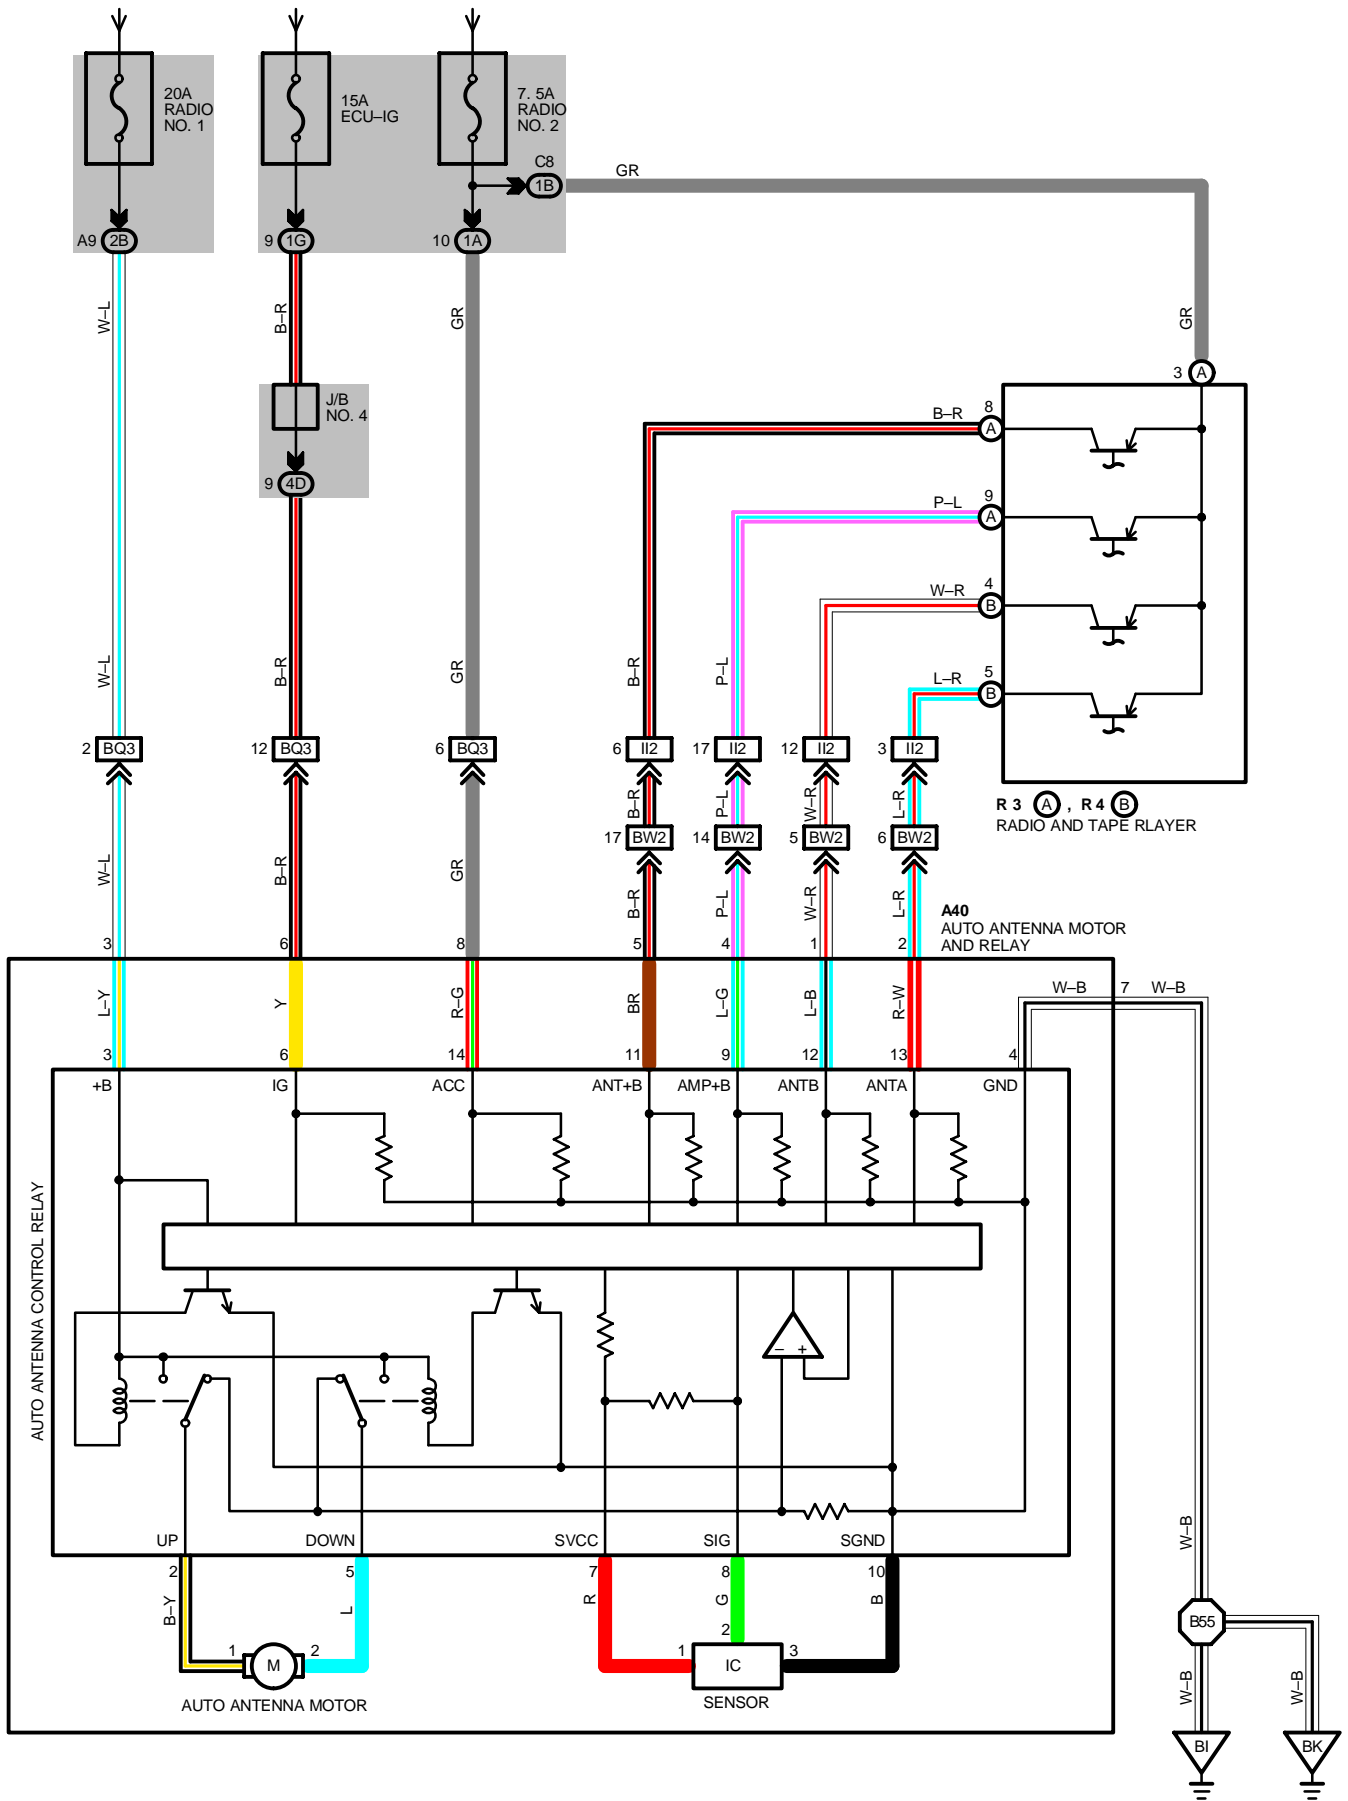 20A
RADIO
NO. 1
15A
ECU–IG
7. 5A
RADIO
NO. 2
C8
1B
GR
A9 2B
9 1G
10 1A
W–L
B–R
GR
GR
J/B
NO. 4
9 4D
3 A
B–R 8
A
P–L 9
A
W–R 4
B
L–R 5
B
W–L
B–R
GR
B–R
P–L
2 BQ3
12 BQ3
6 BQ3
6 II2
17 II2
12 II2
3 II2
B–R
P–L
W–R
L–R
R 3 A , R 4 B
RADIO AND TAPE RLAYER
17 BW2
14 BW2
5 BW2
6 BW2
W–L
B–R
GR
B–R
P–L
W–R
L–R
A40
AUTO ANTENNA MOTOR
AND RELAY
3 6 8 5 4 1 2
L–Y
Y
R–G
BR
L–G
L–B
R–W
W–B 7 W–B
3 6 14 11 9 12 13 4
+B IG ACC ANT+B AMP+B ANTB ANTA GND
AUTO ANTENNA CONTROL RELAY
– +
UP DOWN SVCC SIG SGND
2 5 7 8 10
B–Y
L
R
G
B
W–B
2
1 M 2
1 IC 3
AUTO ANTENNA MOTOR
SENSOR
B55
W–B
W–B
BI
BK